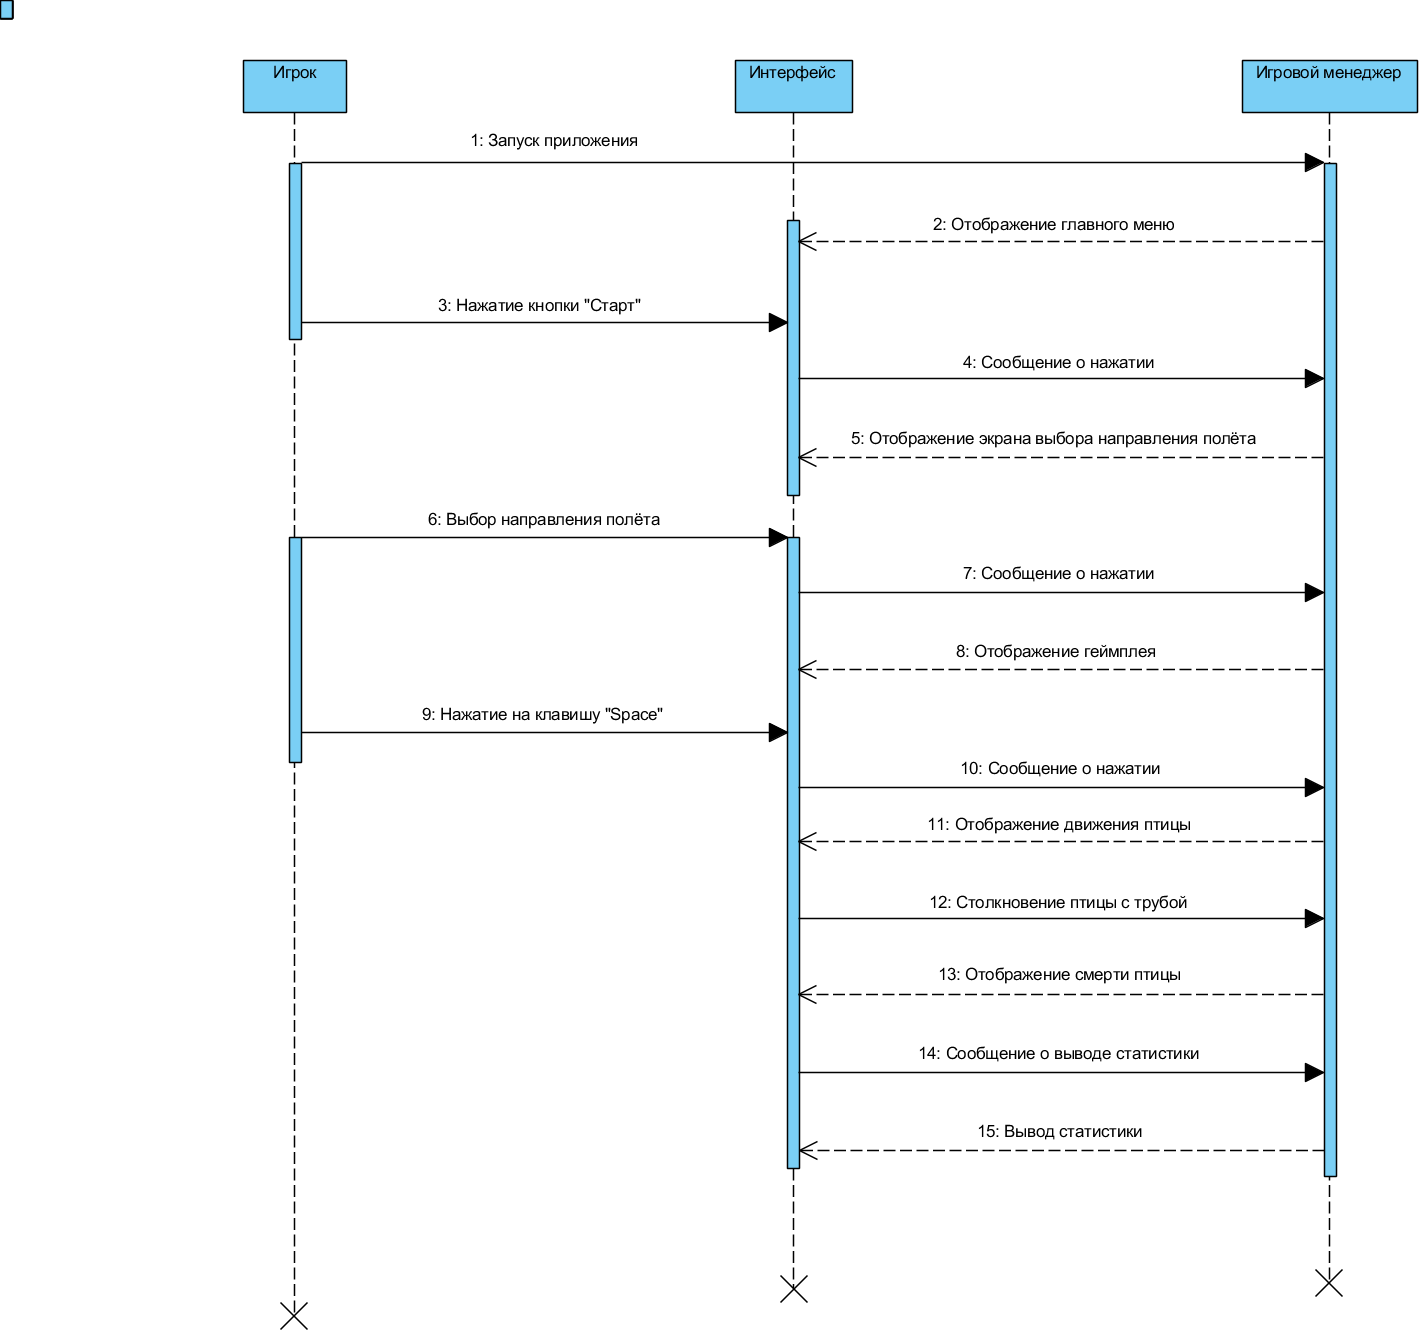 Игрок
Интерфейс
Игровой менеджер
1: Запуск приложения
2: Отображение главного меню
3: Нажатие кнопки "Старт"
4: Сообщение о нажатии
5: Отображение экрана выбора направления полёта
6: Выбор направления полёта
7: Сообщение о нажатии
8: Отображение геймплея
9: Нажатие на клавишу "Space"
10: Сообщение о нажатии
11: Отображение движения птицы
12: Столкновение птицы с трубой
13: Отображение смерти птицы
14: Сообщение о выводе статистики
15: Вывод статистики